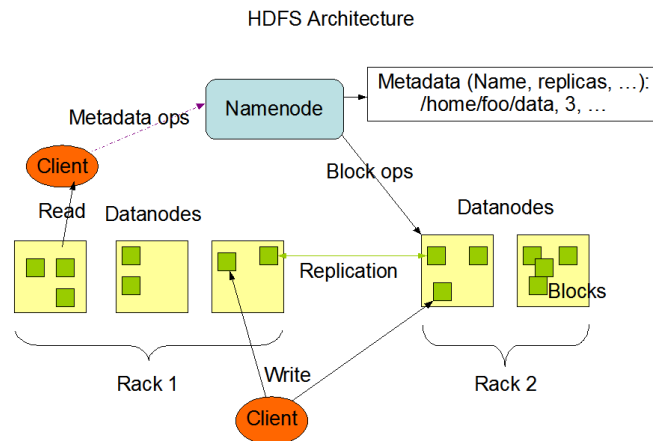 HDFS Architecture
Metadata (Name, replicas, …):
/home/foo/data, 3, …
Namenode
Metadata ops
Client
Block ops
Read
Datanodes
Datanodes
Replication
Blocks
Rack 1
Write
Rack 2
Client